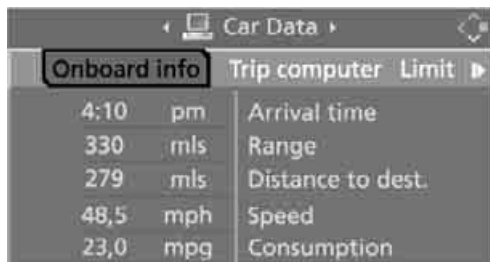 Car Data
Onboard info Trip computer Limit
4:10 pm Arrival time
330 mls Range
279 mls Distance to dest.
48,5 mph Speed
23,0 mpg Consumption